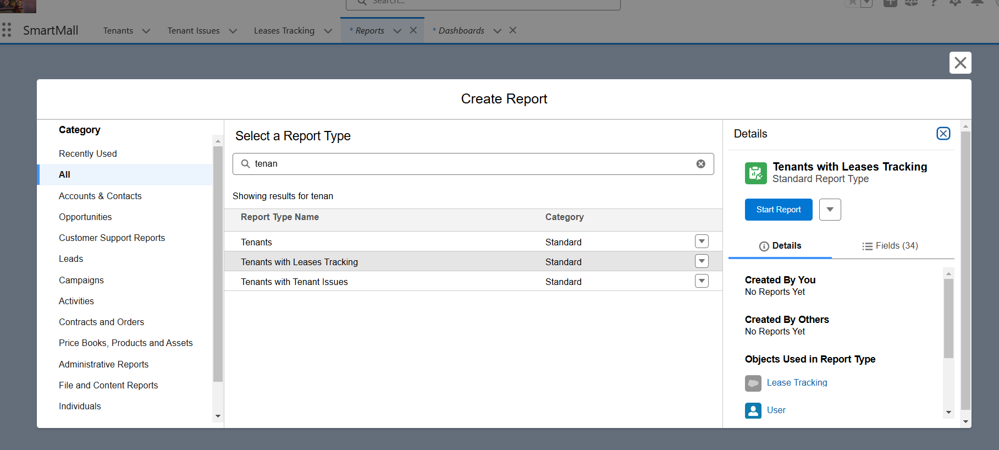 Search...
SmartMall
Tenants
Tenant Issues
Leases Tracking
* Reports
* Dashboards
Create Report
Category
Recently Used
All
Accounts & Contacts
Opportunities
Customer Support Reports
Leads
Campaigns
Activities
Contracts and Orders
Price Books, Products and Assets
Administrative Reports
File and Content Reports
Individuals
Select a Report Type
tenan
Showing results for tenan
Report Type Name Category
Tenants Standard
Tenants with Leases Tracking Standard
Tenants with Tenant Issues Standard
Details
Tenants with Leases Tracking
Standard Report Type
Start Report
Details
Fields (34)
Created By You
No Reports Yet
Created By Others
No Reports Yet
Objects Used in Report Type
Lease Tracking
User